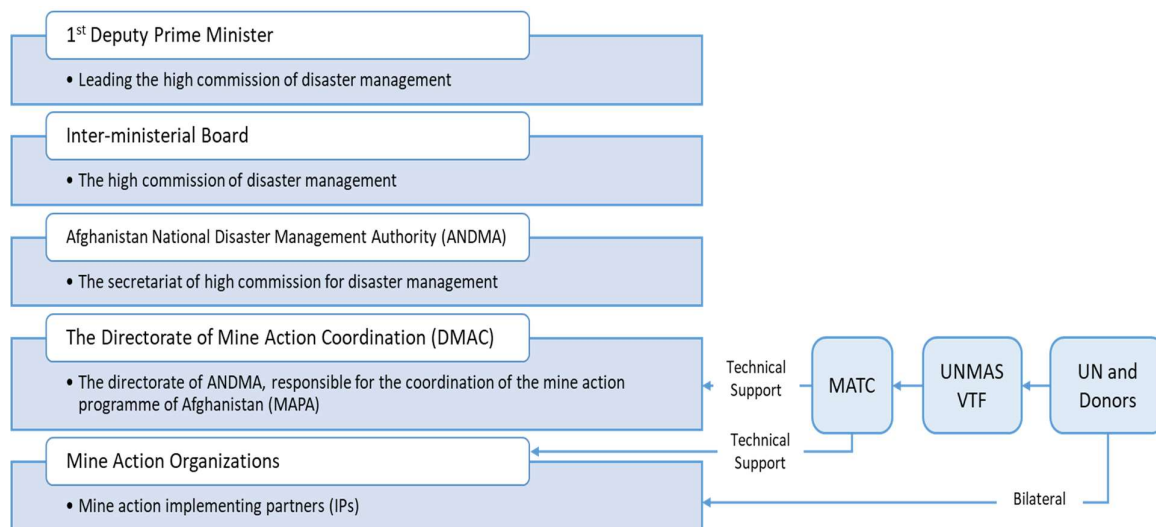 1st Deputy Prime Minister
• Leading the high commission of disaster management
Inter-ministerial Board
• The high commission of disaster management
Afghanistan National Disaster Management Authority (ANDMA)
• The secretariat of high commission for disaster management
The Directorate of Mine Action Coordination (DMAC)
• The directorate of ANDMA, responsible for the coordination of the mine action
programme of Afghanistan (MAPA)
Technical
Support
MATC
UNMAS
VTF
UN and
Donors
Technical
Support
Mine Action Organizations
• Mine action implementing partners (IPs)
Bilateral